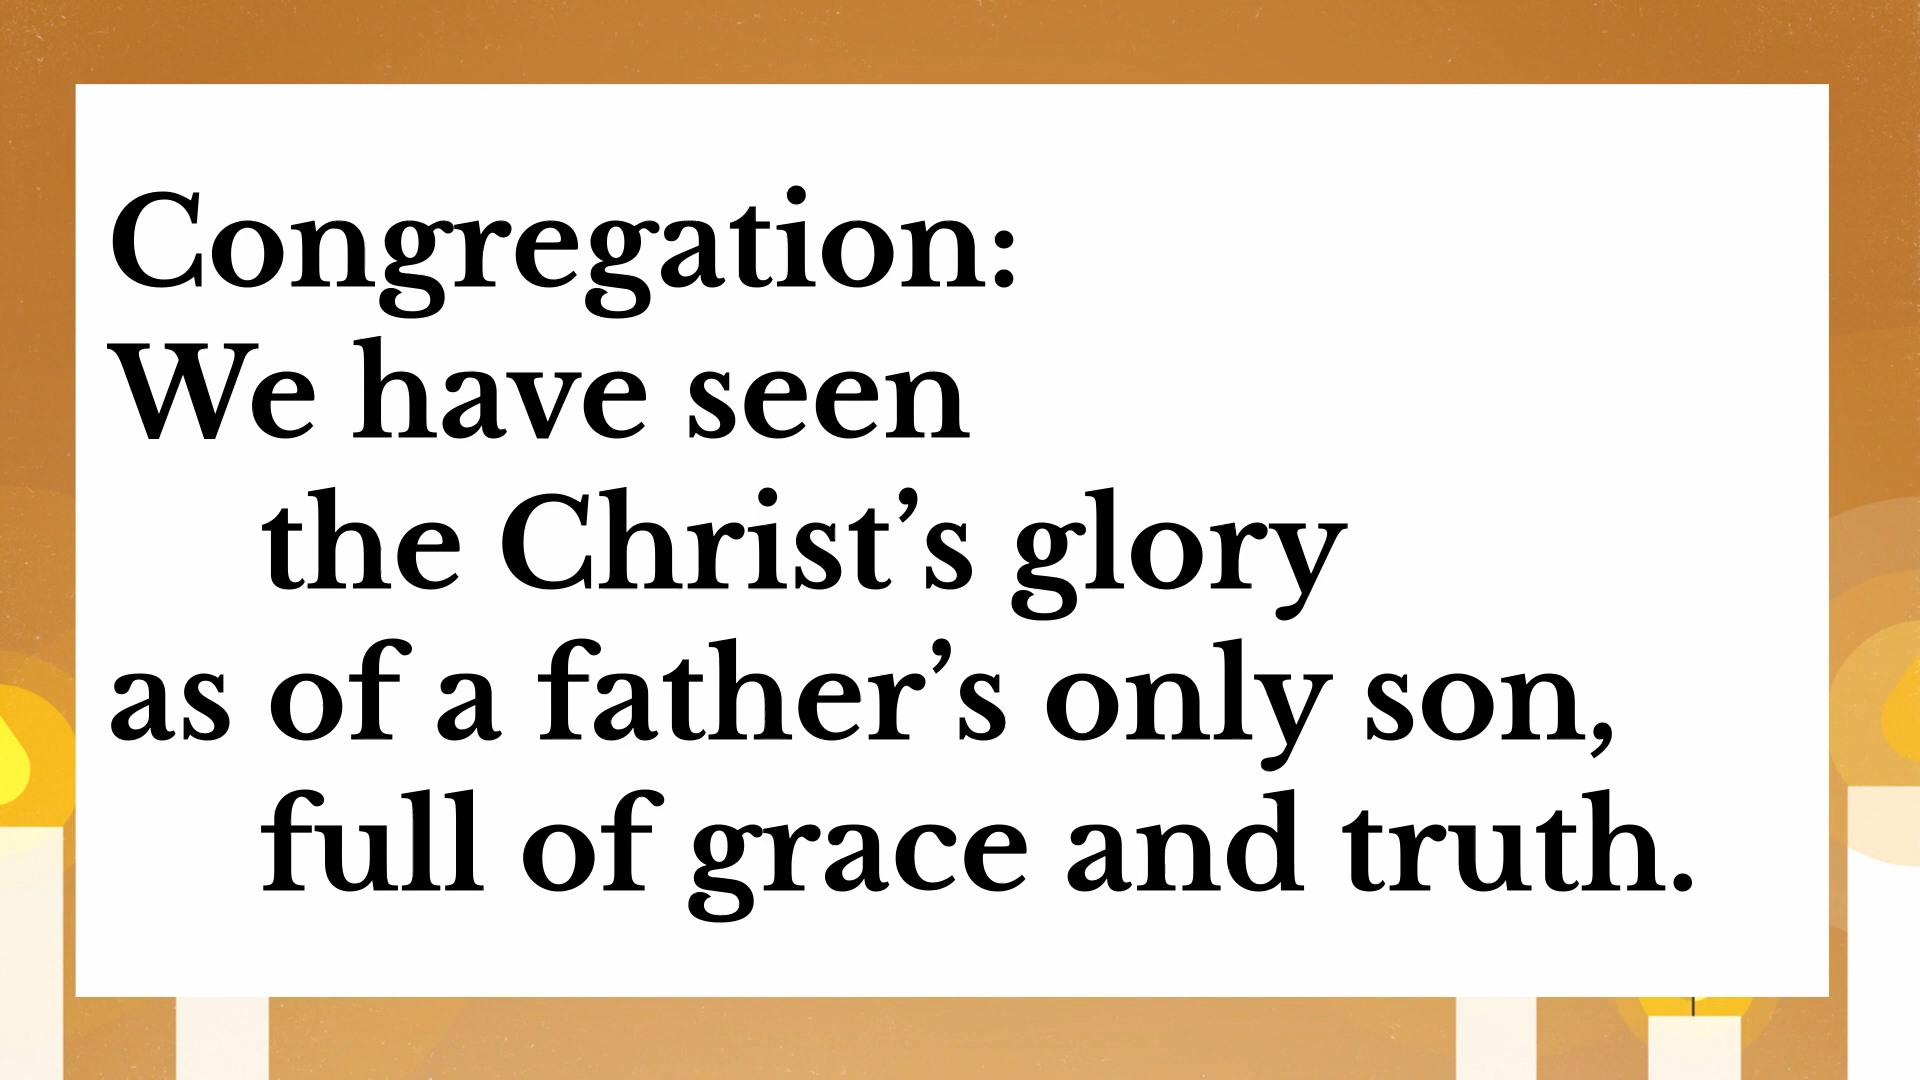 Congregation:
We have seen
the Christ’s glory
as of a father’s only son,
full of grace and truth.